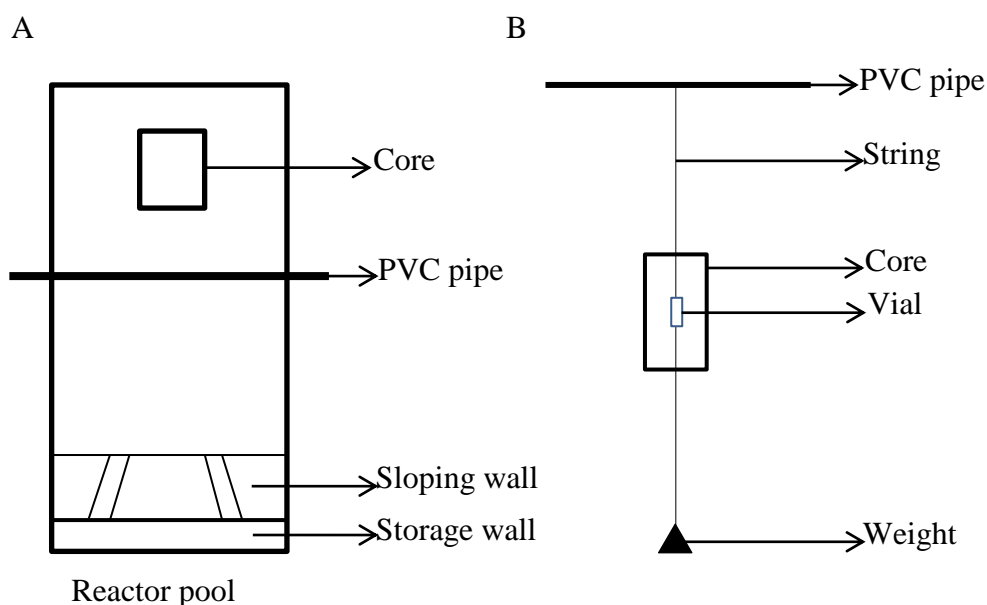 A
Core
PVC pipe
Sloping wall
Storage wall
Reactor pool
B
PVC pipe
String
Core
Vial
Weight